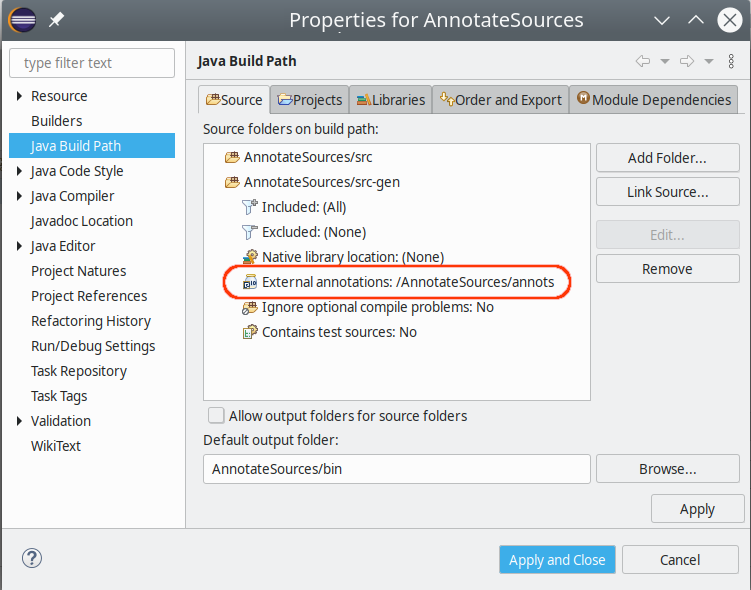 Properties for AnnotateSources
type filter text
Resource
Builders
Java Build Path
Java Code Style
Java Compiler
Javadoc Location
Java Editor
Project Natures
Project References
Refactoring History
Run/Debug Settings
Task Repository
Task Tags
Validation
WikiText
Java Build Path
Source
Projects
Libraries
Order and Export
Module Dependencies
Source folders on build path:
AnnotateSources/src
AnnotateSources/src-gen
Included: (All)
Excluded: (None)
Native library location: (None)
External annotations: /AnnotateSources/annots
Ignore optional compile problems: No
Contains test sources: No
Add Folder...
Link Source...
Edit...
Remove
Allow output folders for source folders
Default output folder:
AnnotateSources/bin
Browse...
Apply
Apply and Close
Cancel